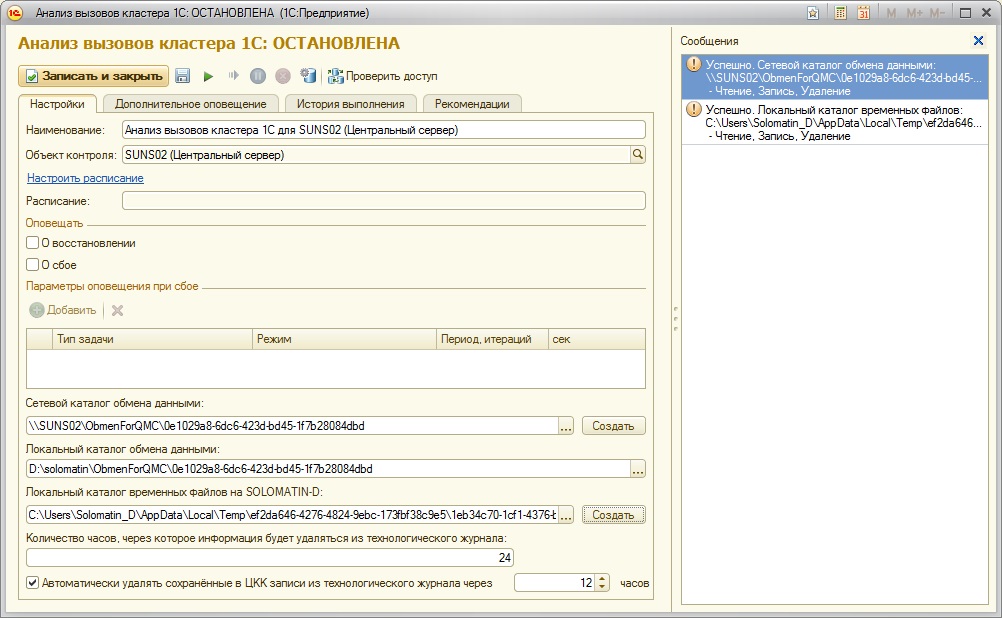 Анализ вызовов кластера 1С: ОСТАНОВЛЕНА (1С:Предприятие)
M M+ M-
Анализ вызовов кластера 1С: ОСТАНОВЛЕНА
Записать и закрыть
Проверить доступ
Настройки
Дополнительное оповещение
История выполнения
Рекомендации
Наименование:
Анализ вызовов кластера 1С для SUNS02 (Центральный сервер)
Объект контроля:
SUNS02 (Центральный сервер)
Настроить расписание
Расписание:
Оповещать
О восстановлении
О сбое
Параметры оповещения при сбое
Добавить
Тип задачи
Режим
Период, итераций
сек
Сетевой каталог обмена данными:
\\SUNS02\ObmenForQMC\0e1029a8-6dc6-423d-bd45-1f7b28084dbd
...
Создать
Локальный каталог обмена данными:
D:\solomatin\ObmenForQMC\0e1029a8-6dc6-423d-bd45-1f7b28084dbd
...
Локальный каталог временных файлов на SOLOMATIN-D:
C:\Users\Solomatin_D\AppData\Local\Temp\ef2da646-4276-4824-9ebc-173fbf38c9e5\1eb34c70-1cf1-4376-b
...
Создать
Количество часов, через которое информация будет удаляться из технологического журнала:
24
Автоматически удалять сохранённые в ЦКК записи из технологического журнала через
12
часов
Сообщения
Успешно. Сетевой каталог обмена данными:
\\SUNS02\ObmenForQMC\0e1029a8-6dc6-423d-bd45-...
- Чтение, Запись, Удаление
Успешно. Локальный каталог временных файлов:
C:\Users\Solomatin_D\AppData\Local\Temp\ef2da646...
- Чтение, Запись, Удаление